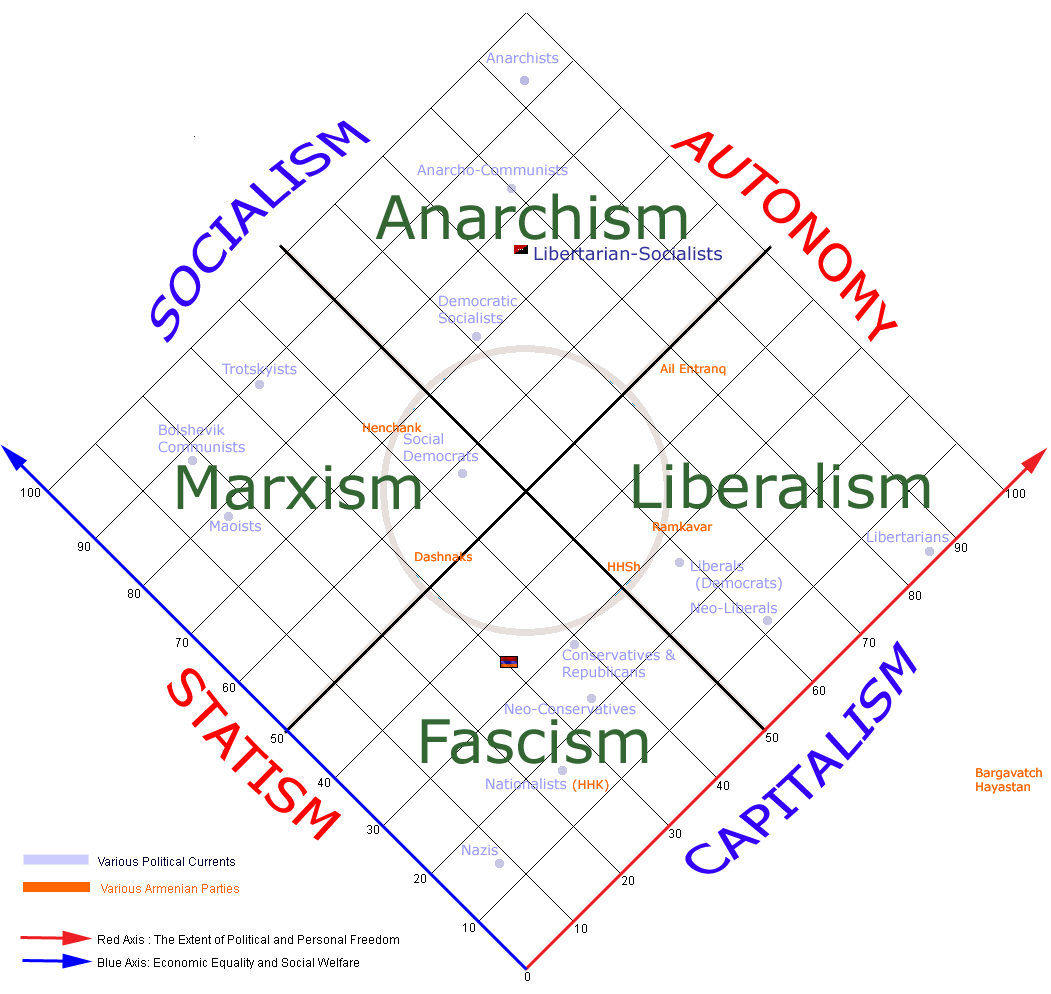 Anarchists
SOCIALISM
AUTONOMY
Anarcho-Communists
Anarchism
Libertarian-Socialists
Democratic
Socialists
Trotskyists
Ail Entranq
Henchank
Bolshevik
Communists
Social
Democrats
Marxism
Liberalism
100
100
Maoists
Ramkavar
Libertarians
90
90
Dashnaks
HHSh
Liberals
(Democrats)
80
80
Neo-Liberals
70
70
Conservatives &
Republicans
60
60
Neo-Conservatives
STATISM
CAPITALISM
50
50
Fascism
Nationalists (HHK)
40
40
Bargavatch
Hayastan
30
30
Nazis
20
20
10
10
0
Various Political Currents
Various Armenian Parties
Red Axis : The Extent of Political and Personal Freedom
Blue Axis: Economic Equality and Social Welfare